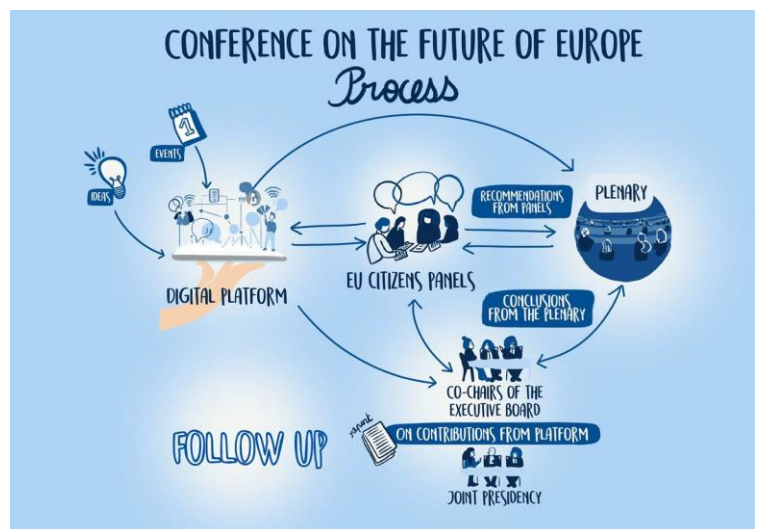 CONFERENCE ON THE FUTURE OF EUROPE
Process
EVENTS
1
IDEAS
RECOMMENDATIONS
FROM PANELS
PLENARY
DIGITAL PLATFORM
EU CITIZENS PANELS
CONCLUSIONS
FROM THE PLENARY
CO-CHAIRS OF THE
EXECUTIVE BOARD
FOLLOW UP
report
ON CONTRIBUTIONS FROM PLATFORM
JOINT PRESIDENCY